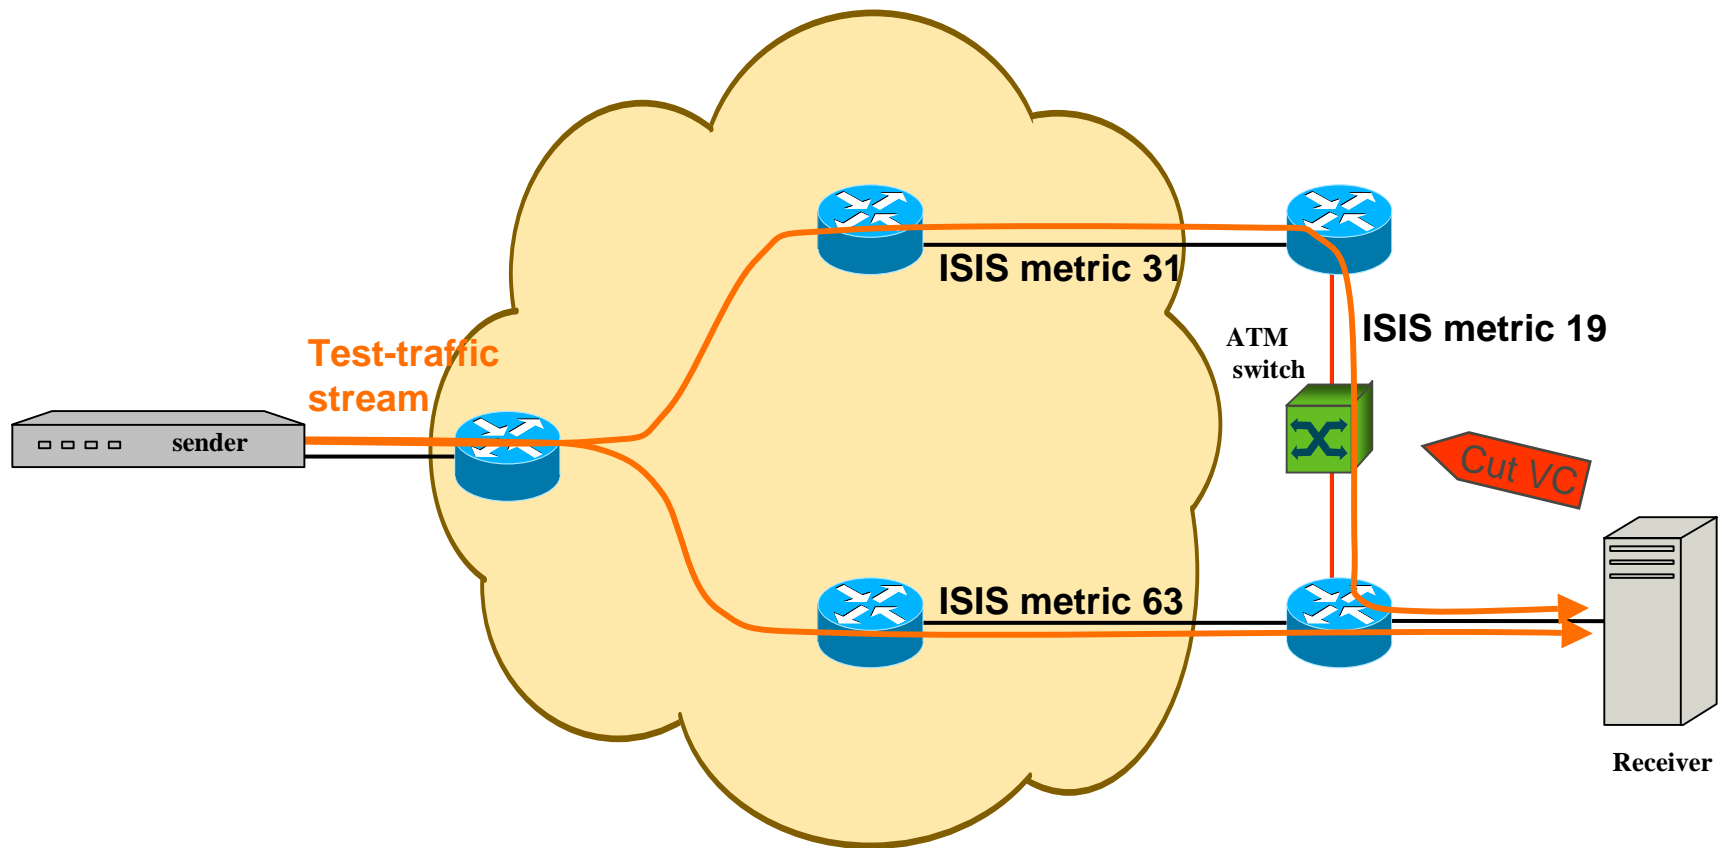 ISIS metric 31
ISIS metric 19
ATM
switch
Test-traffic
stream
sender
Cut VC
ISIS metric 63
Receiver